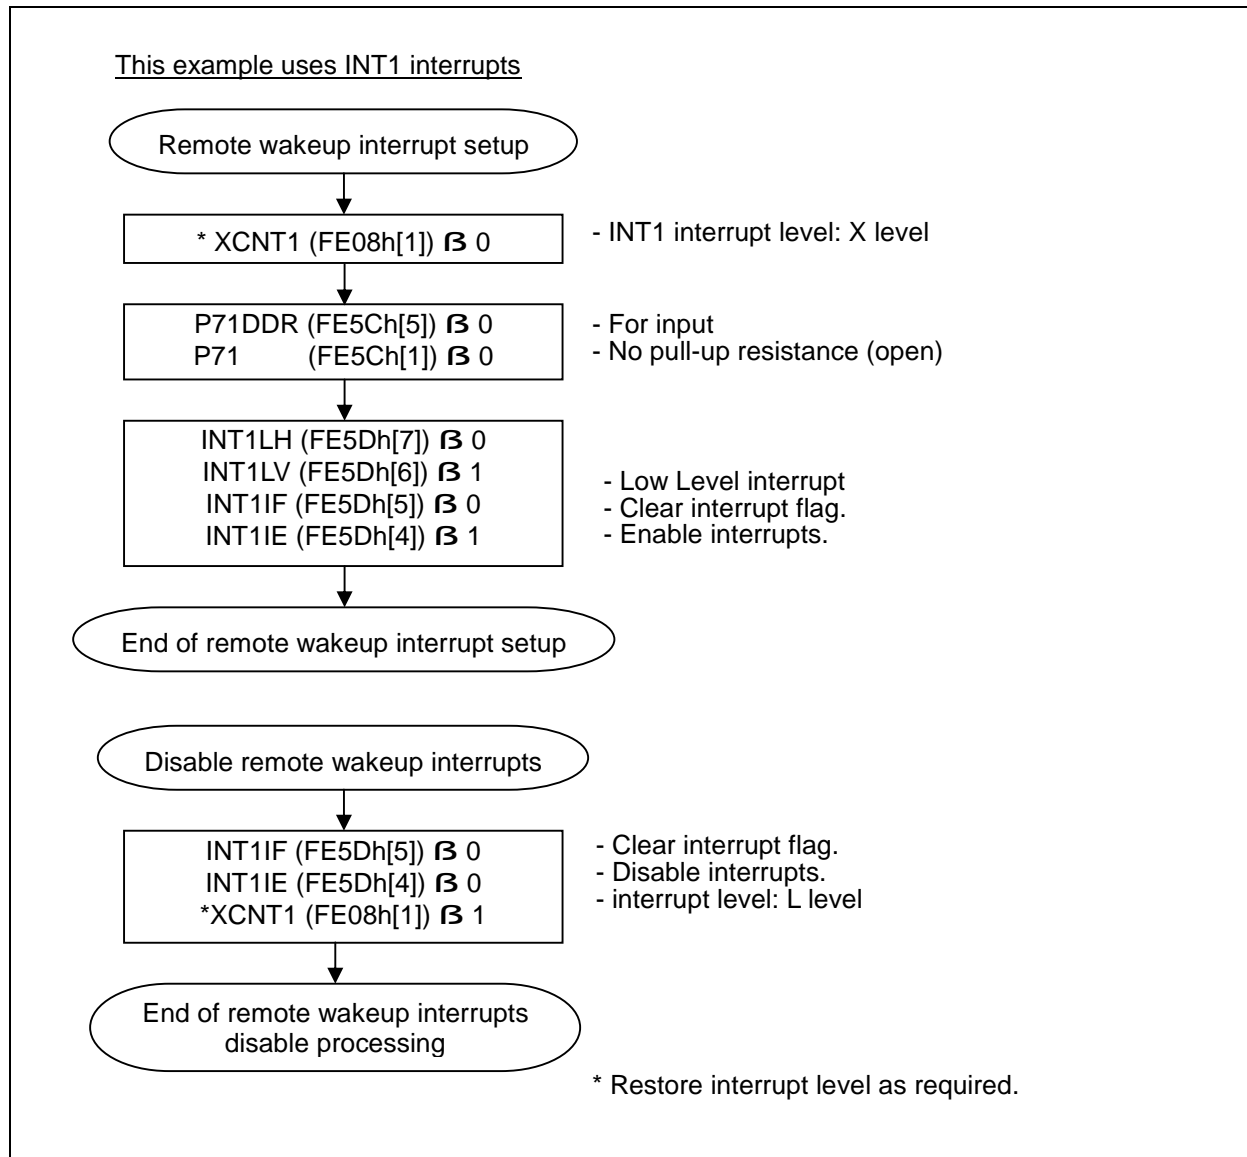 This example uses INT1 interrupts
Remote wakeup interrupt setup
* XCNT1 (FE08h[1]) ß 0
- INT1 interrupt level: X level
P71DDR (FE5Ch[5]) ß 0
P71 (FE5Ch[1]) ß 0
- For input
- No pull-up resistance (open)
INT1LH (FE5Dh[7]) ß 0
INT1LV (FE5Dh[6]) ß 1
INT1IF (FE5Dh[5]) ß 0
INT1IE (FE5Dh[4]) ß 1
- Low Level interrupt
- Clear interrupt flag.
- Enable interrupts.
End of remote wakeup interrupt setup
Disable remote wakeup interrupts
INT1IF (FE5Dh[5]) ß 0
INT1IE (FE5Dh[4]) ß 0
*XCNT1 (FE08h[1]) ß 1
- Clear interrupt flag.
- Disable interrupts.
- interrupt level: L level
End of remote wakeup interrupts
disable processing
* Restore interrupt level as required.